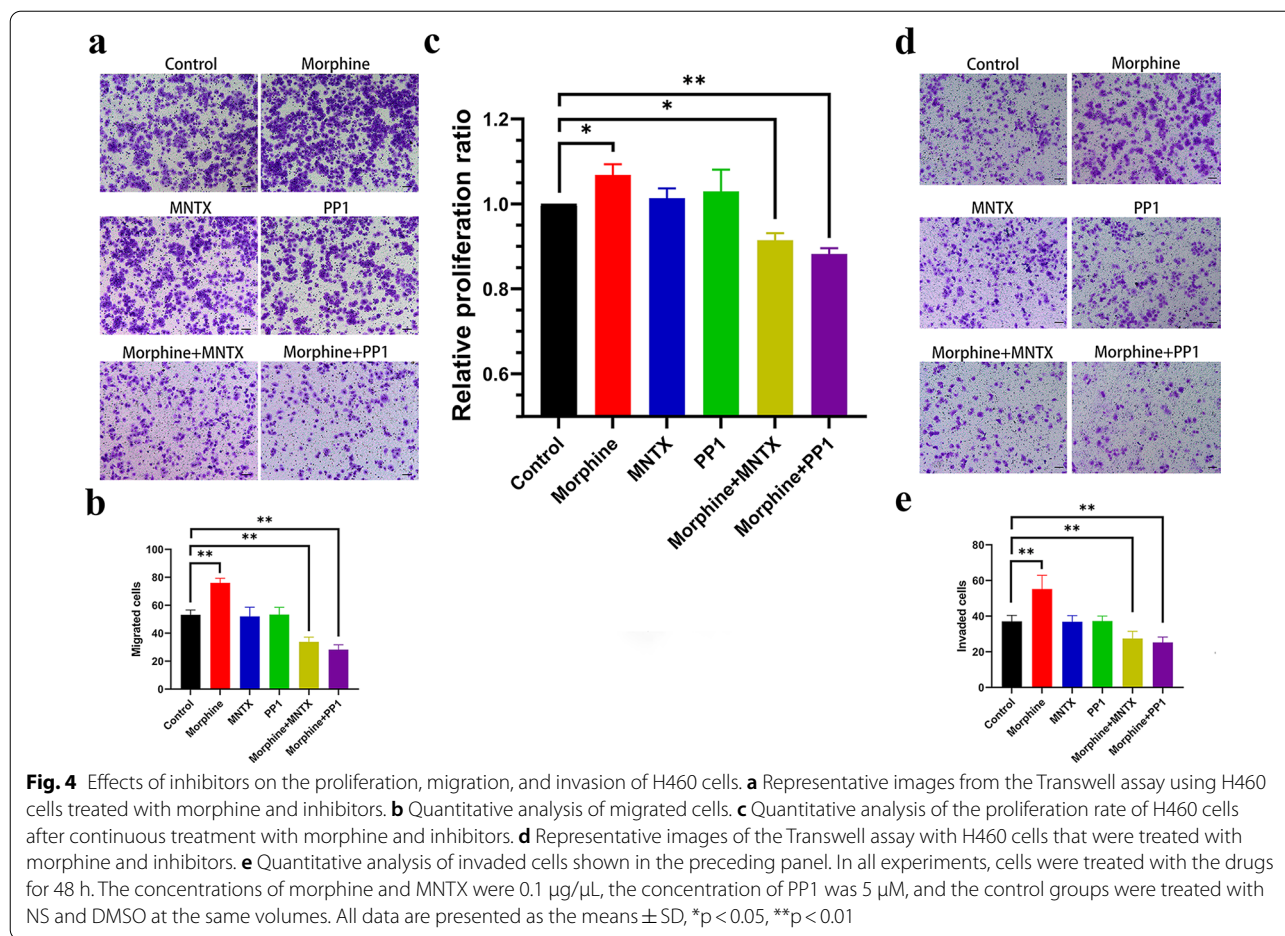 a
Control Morphine
MNTX PP1
Morphine+MNTX Morphine+PP1
b
** 
**
**
100
80
60
40
20
0
Migrated cells
Control Morphine MNTX PP1 Morphine+MNTX Morphine+PP1
c
**
*
*
1.2
1.0
0.8
0.6
Relative proliferation ratio
Control Morphine MNTX PP1 Morphine+MNTX Morphine+PP1
d
Control Morphine
MNTX PP1
Morphine+MNTX Morphine+PP1
e
**
**
**
80
60
40
20
0
Invaded cells
Control Morphine MNTX PP1 Morphine+MNTX Morphine+PP1
Fig. 4 Effects of inhibitors on the proliferation, migration, and invasion of H460 cells. a Representative images from the Transwell assay using H460
cells treated with morphine and inhibitors. b Quantitative analysis of migrated cells. c Quantitative analysis of the proliferation rate of H460 cells
after continuous treatment with morphine and inhibitors. d Representative images of the Transwell assay with H460 cells that were treated with
morphine and inhibitors. e Quantitative analysis of invaded cells shown in the preceding panel. In all experiments, cells were treated with the drugs
for 48 h. The concentrations of morphine and MNTX were 0.1 µg/µL, the concentration of PP1 was 5 µM, and the control groups were treated with
NS and DMSO at the same volumes. All data are presented as the means ± SD, *p < 0.05, **p < 0.01